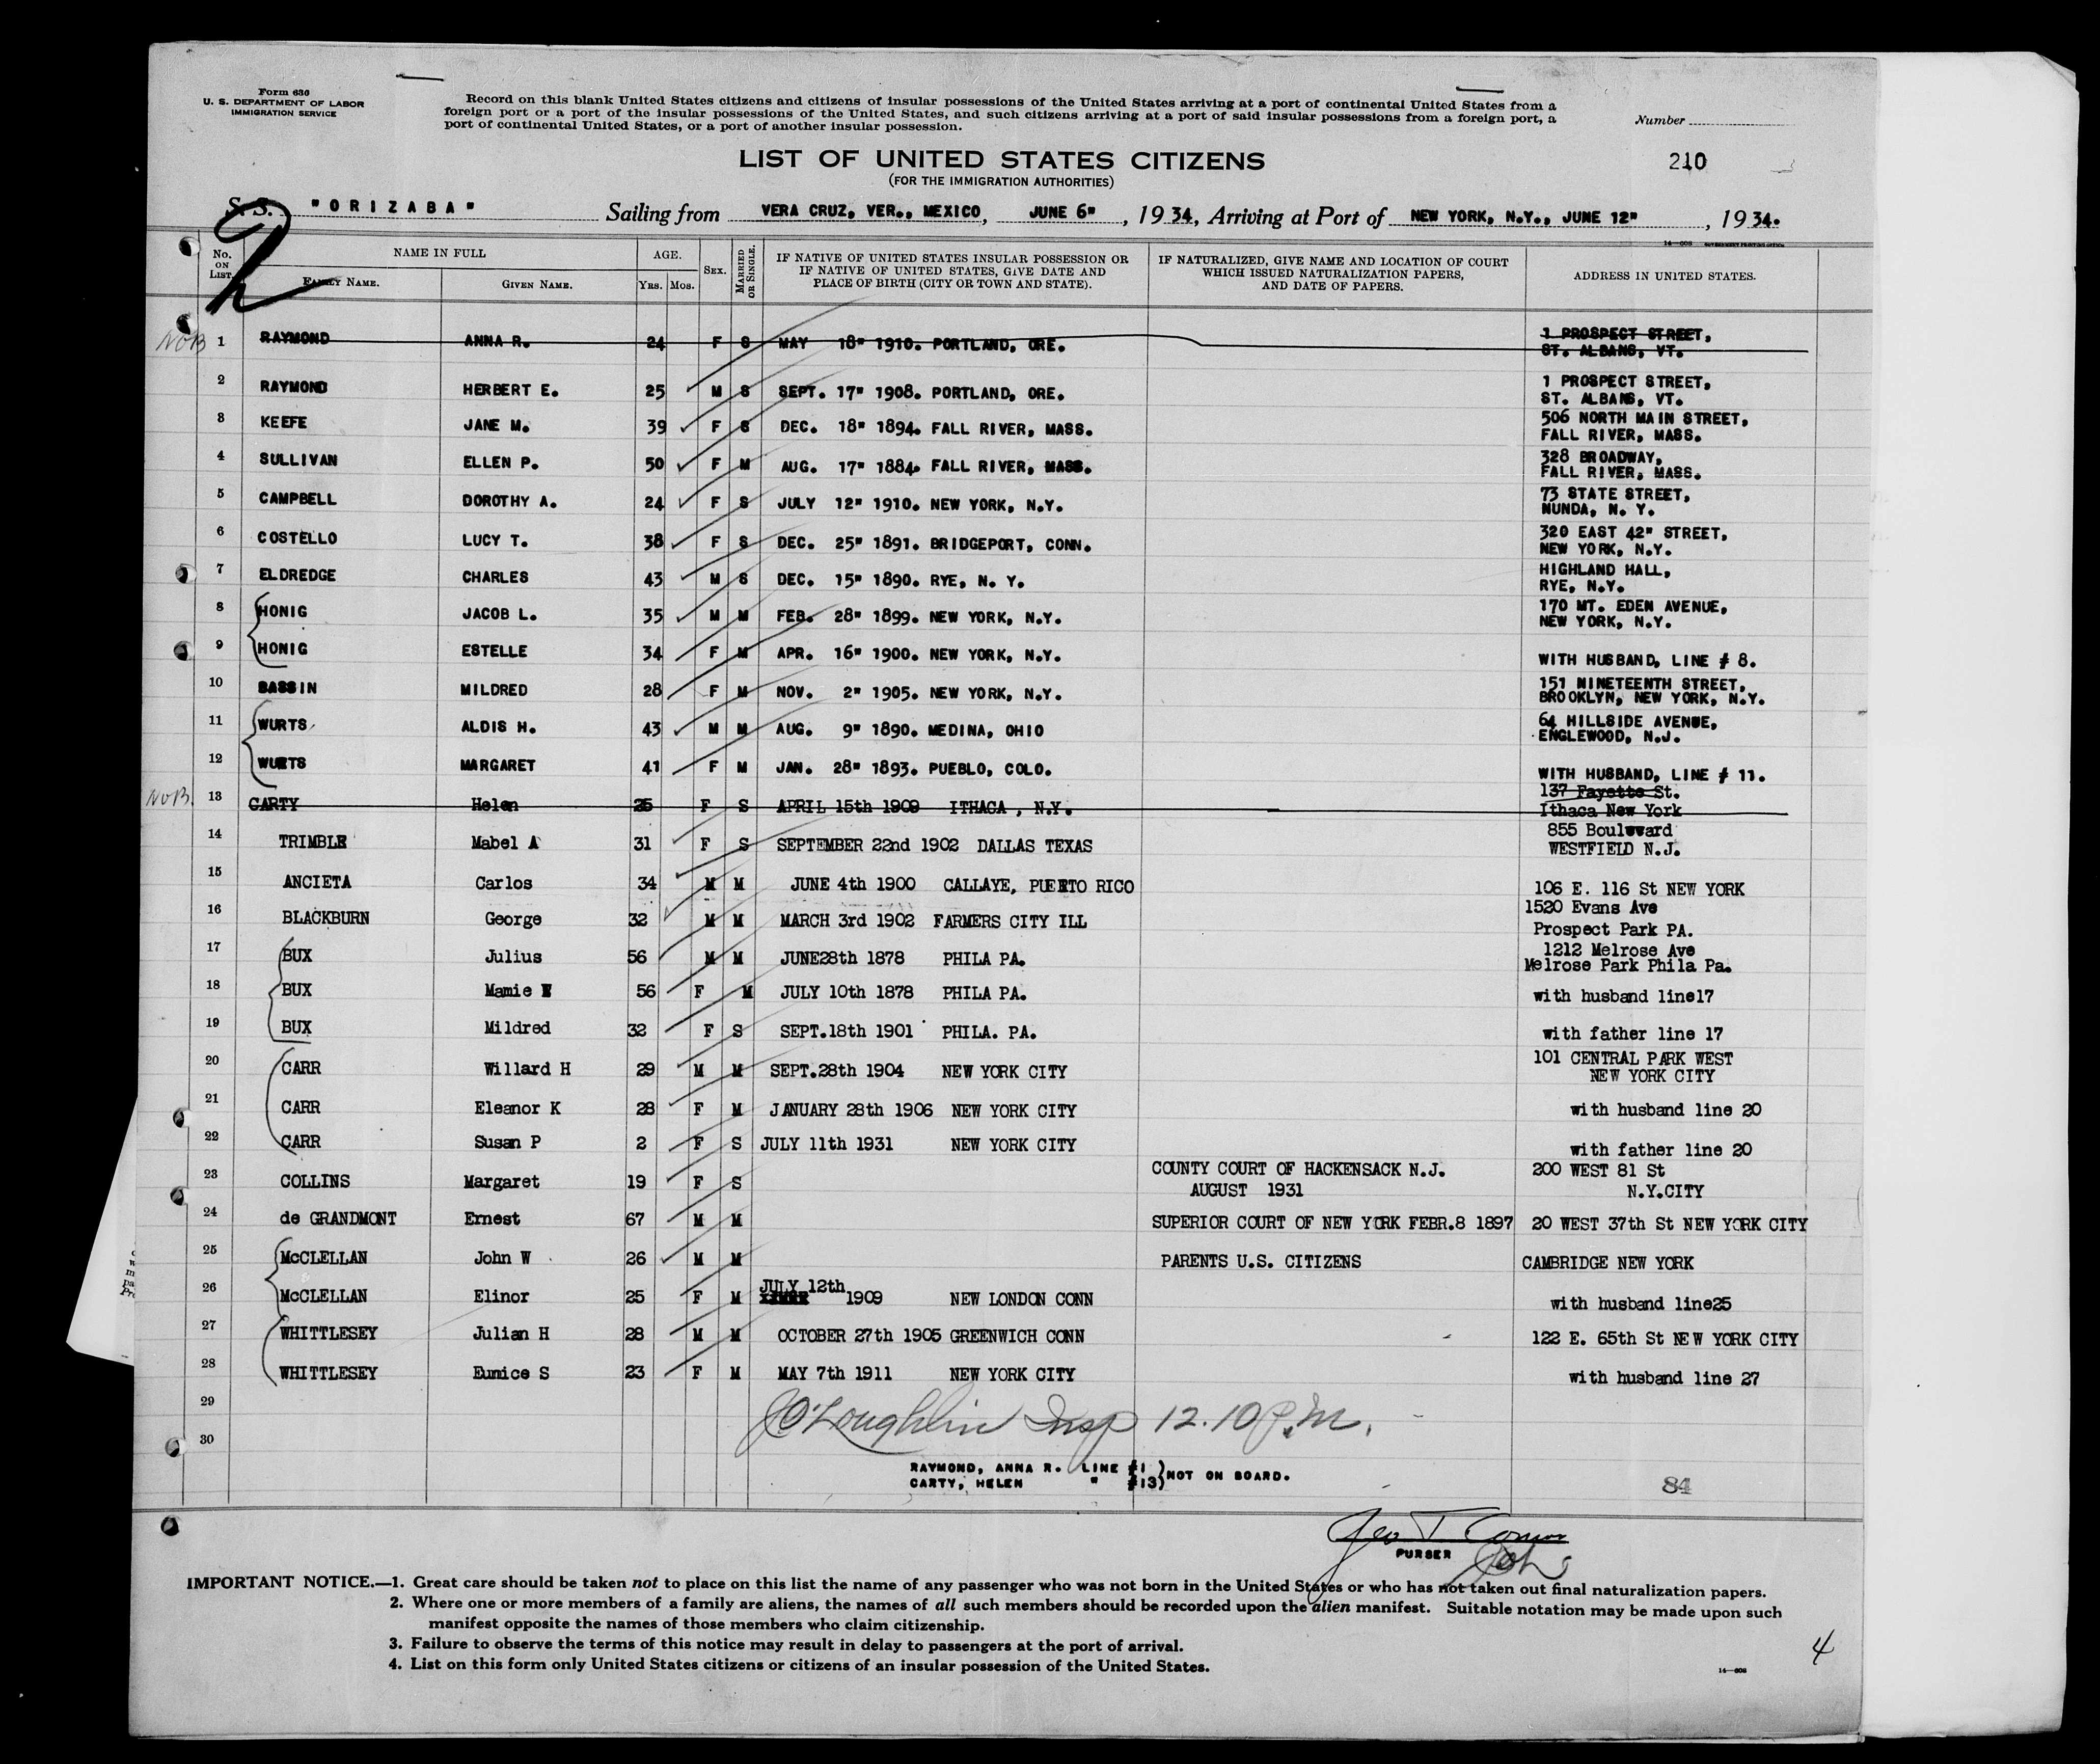 Form 630
U. S. DEPARTMENT OF LABOR
IMMIGRATION SERVICE
Record on this blank United States citizens and citizens of insular possessions of the United States arriving at a port of continental United States from a
foreign port or a port of the insular possessions of the United States, and such citizens arriving at a port of said insular possessions from a foreign port, a
port of continental United States, or a port of another insular possession.
Number
LIST OF UNITED STATES CITIZENS
(FOR THE IMMIGRATION AUTHORITIES)
210
S. S. "ORIZABA" Sailing from VERA CRUZ, VER., MEXICO, JUNE 6", 1934, Arriving at Port of NEW YORK, N.Y., JUNE 12", 1934.
2
14—608 GOVERNMENT PRINTING OFFICE
No. ON LIST.
NAME IN FULL
FAMILY NAME.
GIVEN NAME.
AGE.
YRS. MOS.
SEX.
MARRIED OR SINGLE.
IF NATIVE OF UNITED STATES INSULAR POSSESSION OR
IF NATIVE OF UNITED STATES, GIVE DATE AND
PLACE OF BIRTH (CITY OR TOWN AND STATE).
IF NATURALIZED, GIVE NAME AND LOCATION OF COURT
WHICH ISSUED NATURALIZATION PAPERS,
AND DATE OF PAPERS.
ADDRESS IN UNITED STATES.
NOB 1 RAYMOND ANNA R. 24 F S MAY 18" 1910. PORTLAND, ORE. 1 PROSPECT STREET,
ST. ALBANS, VT.
2 RAYMOND HERBERT E. 25 M S SEPT. 17" 1908. PORTLAND, ORE. 1 PROSPECT STREET,
ST. ALBANS, VT.
3 KEEFE JANE M. 39 F S DEC. 18" 1894. FALL RIVER, MASS. 506 NORTH MAIN STREET,
FALL RIVER, MASS.
4 SULLIVAN ELLEN P. 50 F M AUG. 17" 1884. FALL RIVER, MASS. 328 BROADWAY,
FALL RIVER, MASS.
5 CAMPBELL DOROTHY A. 24 F S JULY 12" 1910. NEW YORK, N.Y. 73 STATE STREET,
NUNDA, N. Y.
6 COSTELLO LUCY T. 38 F S DEC. 25" 1891. BRIDGEPORT, CONN. 320 EAST 42" STREET,
NEW YORK, N.Y.
7 ELDREDGE CHARLES 43 M S DEC. 15" 1890. RYE, N. Y. HIGHLAND HALL,
RYE, N.Y.
8 HONIG JACOB L. 35 M M FEB. 28" 1899. NEW YORK, N.Y. 170 MT. EDEN AVENUE,
NEW YORK, N.Y.
9 HONIG ESTELLE 34 F M APR. 16" 1900. NEW YORK, N.Y. WITH HUSBAND, LINE # 8.
10 BASSIN MILDRED 28 F M NOV. 2" 1905. NEW YORK, N.Y. 151 NINETEENTH STREET,
BROOKLYN, NEW YORK, N.Y.
11 WURTS ALDIS H. 43 M M AUG. 9" 1890. MEDINA, OHIO 64 HILLSIDE AVENUE,
ENGLEWOOD, N.J.
12 WURTS MARGARET 41 F M JAN. 28" 1893. PUEBLO, COLO. WITH HUSBAND, LINE # 11.
NOB. 13 CARTY Helen 25 F S APRIL 15th 1909 ITHACA , N.Y. 137 Fayette St.
Ithaca New York
14 TRIMBLE Mabel A 31 F S SEPTEMBER 22nd 1902 DALLAS TEXAS 855 Boulevard
WESTFIELD N.J.
15 ANCIETA Carlos 34 M M JUNE 4th 1900 CALLAYE, PUERTO RICO 106 E. 116 St NEW YORK
16 BLACKBURN George 32 M M MARCH 3rd 1902 FARMERS CITY ILL 1520 Evans Ave
Prospect Park PA.
17 BUX Julius 56 M M JUNE28th 1878 PHILA PA. 1212 Melrose Ave
Melrose Park Phila Pa.
18 BUX Mamie E 56 F M JULY 10th 1878 PHILA PA. with husband line17
19 BUX Mildred 32 F S SEPT.18th 1901 PHILA. PA. with father line 17
20 CARR Willard H 29 M M SEPT.28th 1904 NEW YORK CITY 101 CENTRAL PARK WEST
NEW YORK CITY
21 CARR Eleanor K 28 F M JANUARY 28th 1906 NEW YORK CITY with husband line 20
22 CARR Susan P 2 F S JULY 11th 1931 NEW YORK CITY with father line 20
23 COLLINS Margaret 19 F S COUNTY COURT OF HACKENSACK N.J. 200 WEST 81 St
AUGUST 1931 N.Y.CITY
24 de GRANDMONT Ernest 67 M M SUPERIOR COURT OF NEW YORK FEBR.8 1897 20 WEST 37th St NEW YORK CITY
25 McCLELLAN John W 26 M M PARENTS U.S. CITIZENS CAMBRIDGE NEW YORK
26 McCLELLAN Elinor 25 F M JULY 12th 1909 NEW LONDON CONN with husband line25
27 WHITTLESEY Julian H 28 M M OCTOBER 27th 1905 GREENWICH CONN 122 E. 65th St NEW YORK CITY
28 WHITTLESEY Eunice S 23 F M MAY 7th 1911 NEW YORK CITY with husband line 27
29
JO'Loughlin Insp 12.10 P.M.
30
RAYMOND, ANNA R. LINE #1 ) NOT ON BOARD.
CARTY, HELEN " #13)
84
Geo T Conn
PURSER
IMPORTANT NOTICE.—1. Great care should be taken not to place on this list the name of any passenger who was not born in the United States or who has not taken out final naturalization papers.
2. Where one or more members of a family are aliens, the names of all such members should be recorded upon the alien manifest. Suitable notation may be made upon such
manifest opposite the names of those members who claim citizenship.
3. Failure to observe the terms of this notice may result in delay to passengers at the port of arrival.
4. List on this form only United States citizens or citizens of an insular possession of the United States.
14—608
4